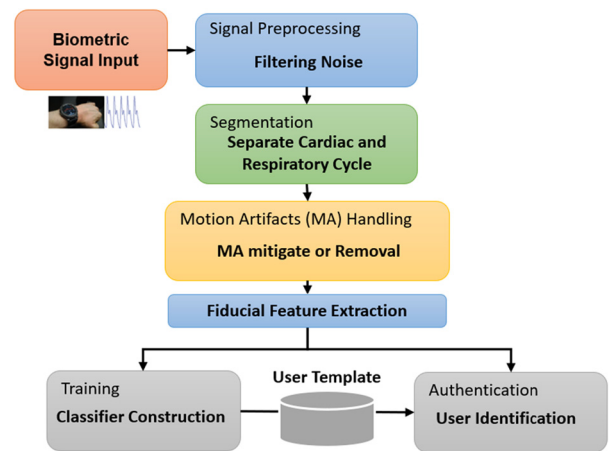 Biometric
Signal Input
Signal Preprocessing
Filtering Noise
Segmentation
Separate Cardiac and
Respiratory Cycle
Motion Artifacts (MA) Handling
MA mitigate or Removal
Fiducial Feature Extraction
Training
Classifier Construction
User Template
Authentication
User Identification